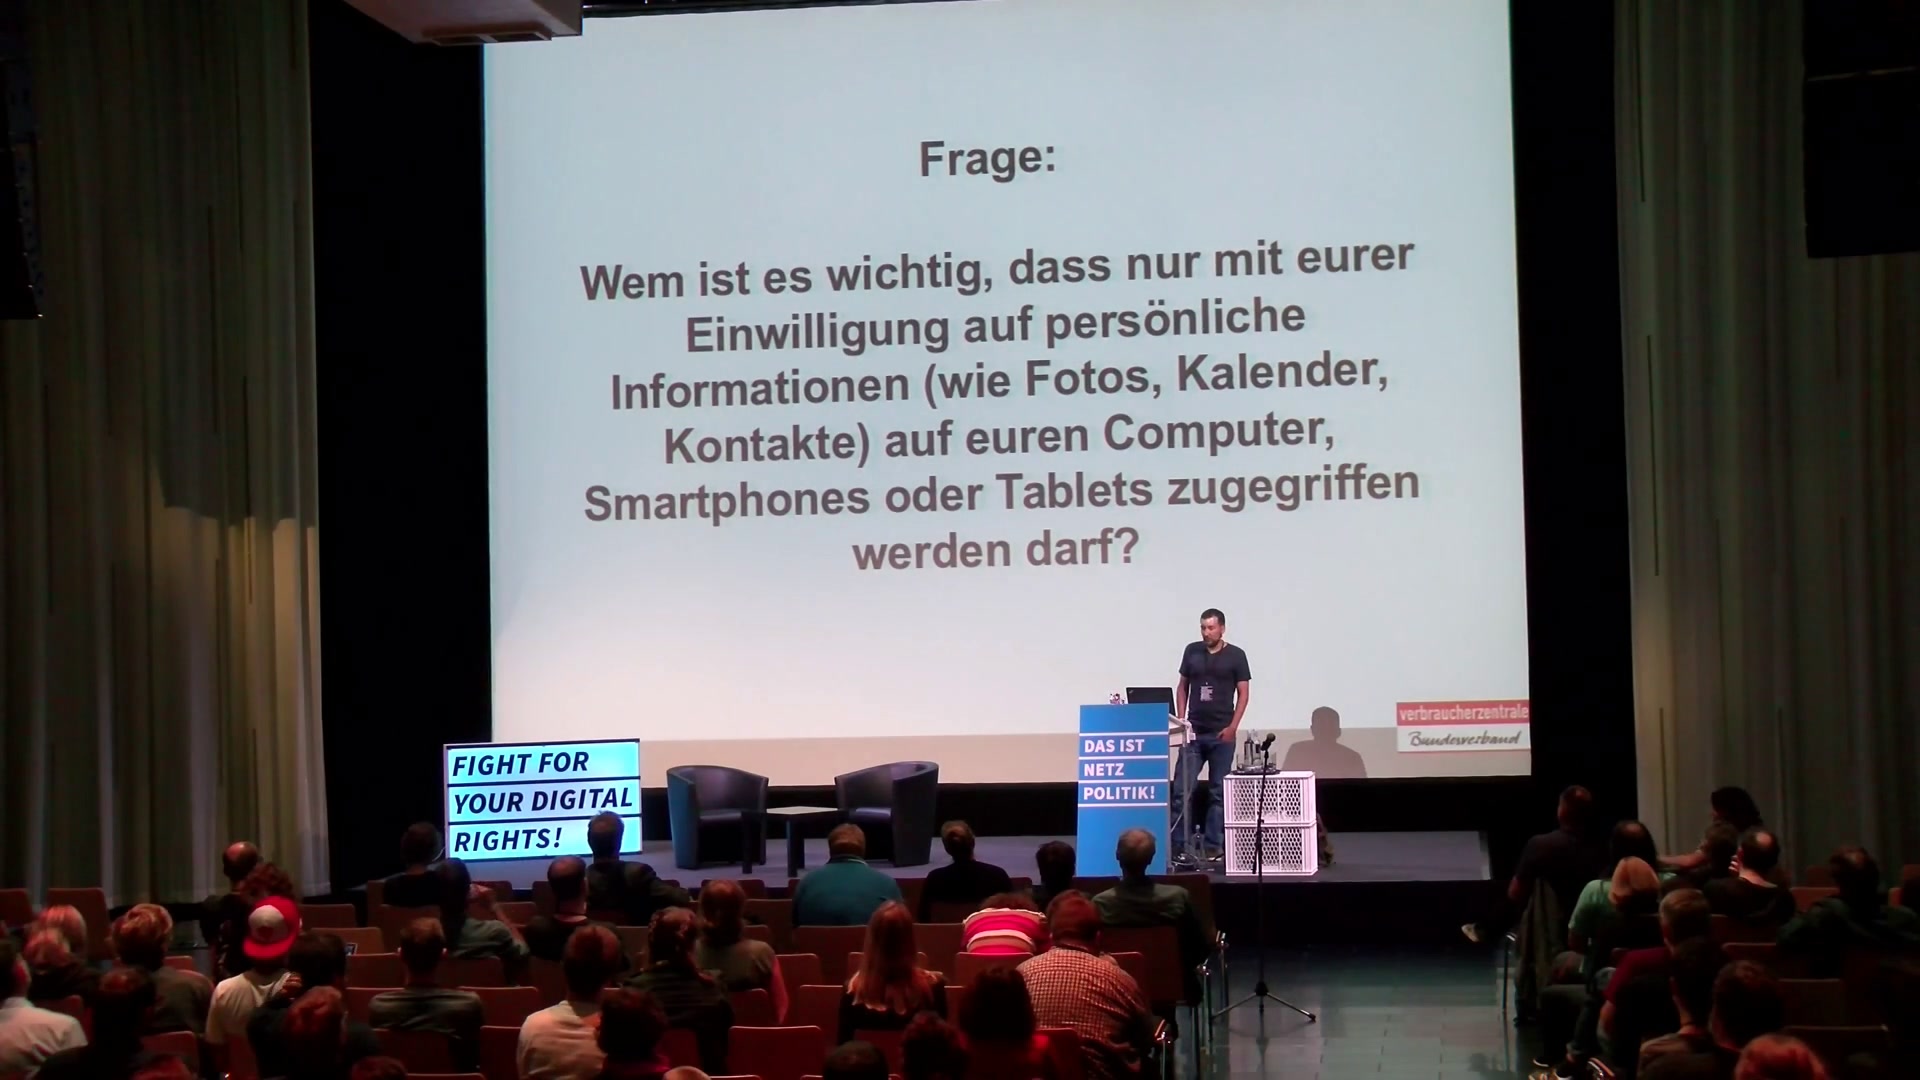 Frage:
Wem ist es wichtig, dass nur mit eurer
Einwilligung auf persönliche
Informationen (wie Fotos, Kalender,
Kontakte) auf euren Computer,
Smartphones oder Tablets zugegriffen
werden darf?
verbraucherzentrale
Bundesverband
DAS IST
NETZ
POLITIK!
FIGHT FOR
YOUR DIGITAL
RIGHTS!